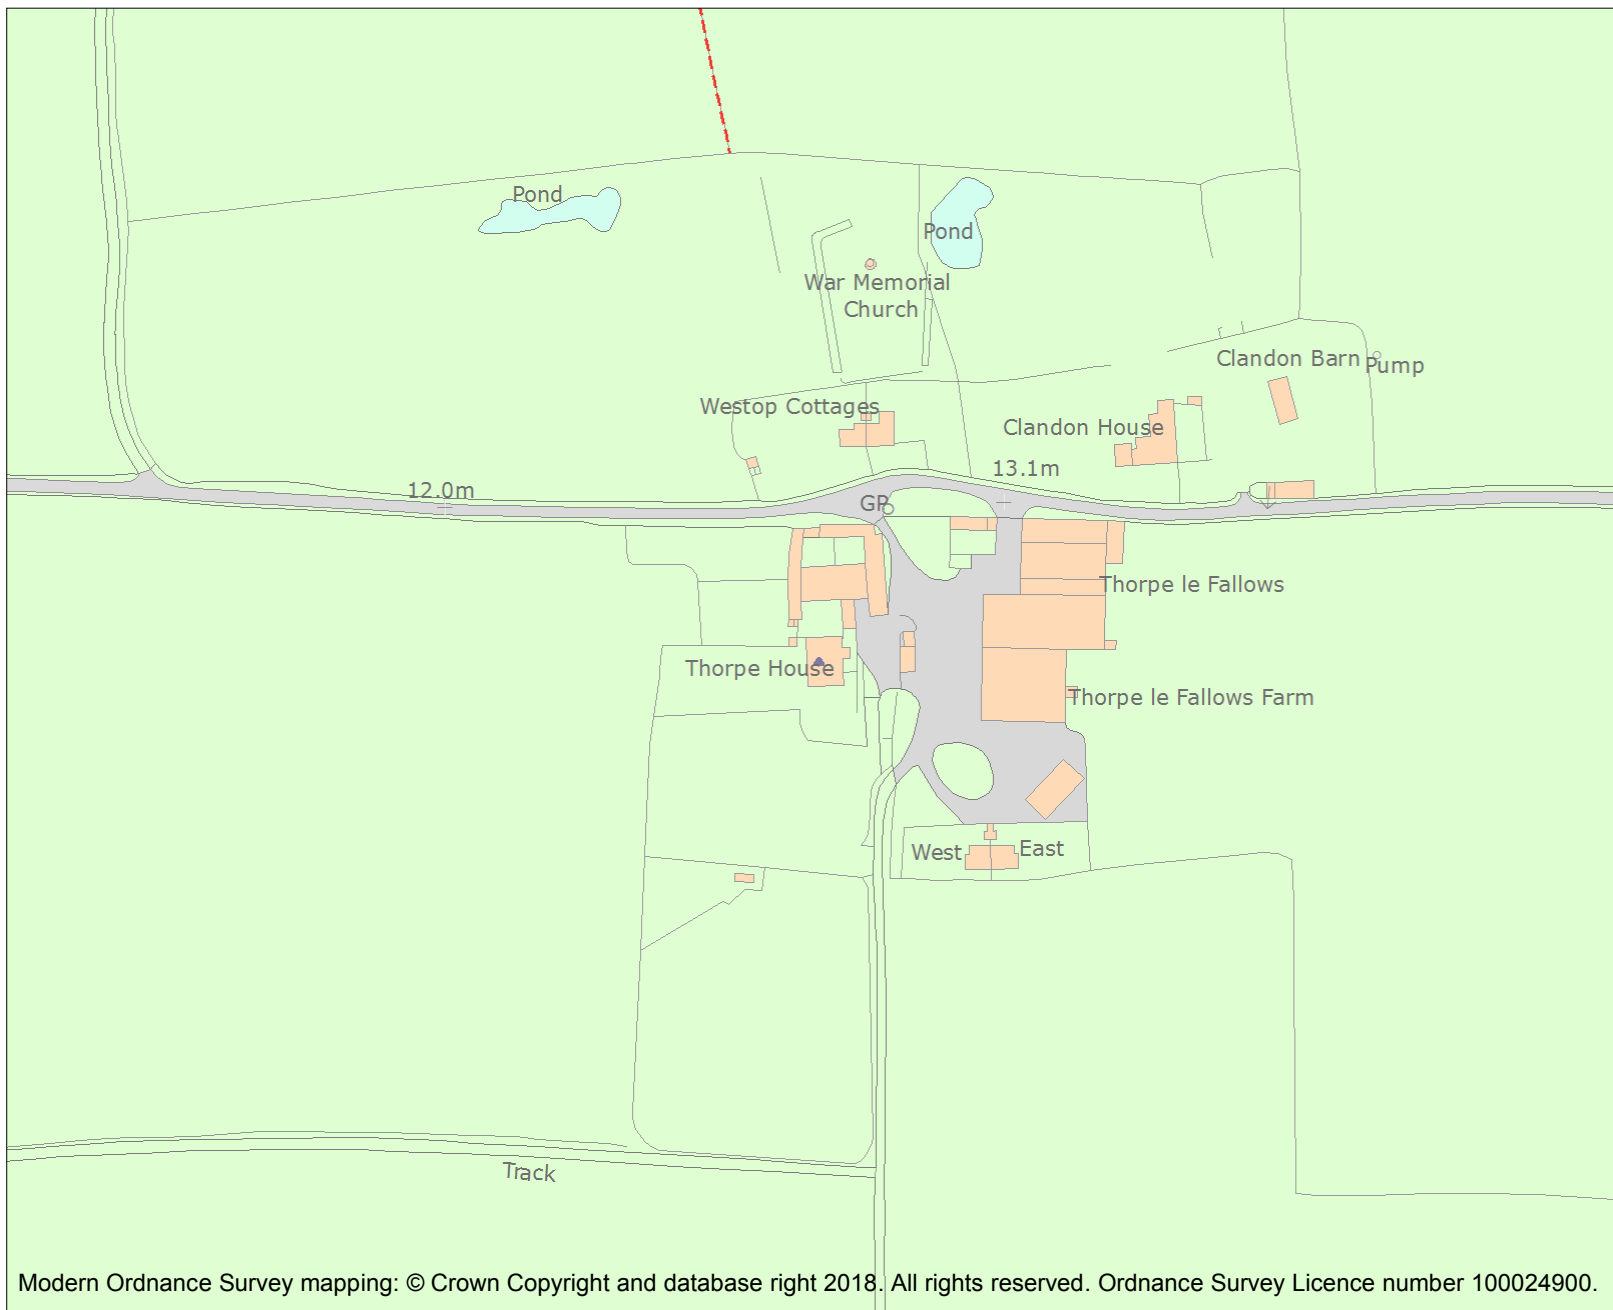 Pond
Pond
War Memorial
Church
Clandon Barn
Pump
Westop Cottages
Clandon House
13.1m
12.0m
GP
Thorpe le Fallows
Thorpe House
Thorpe le Fallows Farm
West
East
Track
Modern Ordnance Survey mapping: © Crown Copyright and database right 2018. All rights reserved. Ordnance Survey Licence number 100024900.